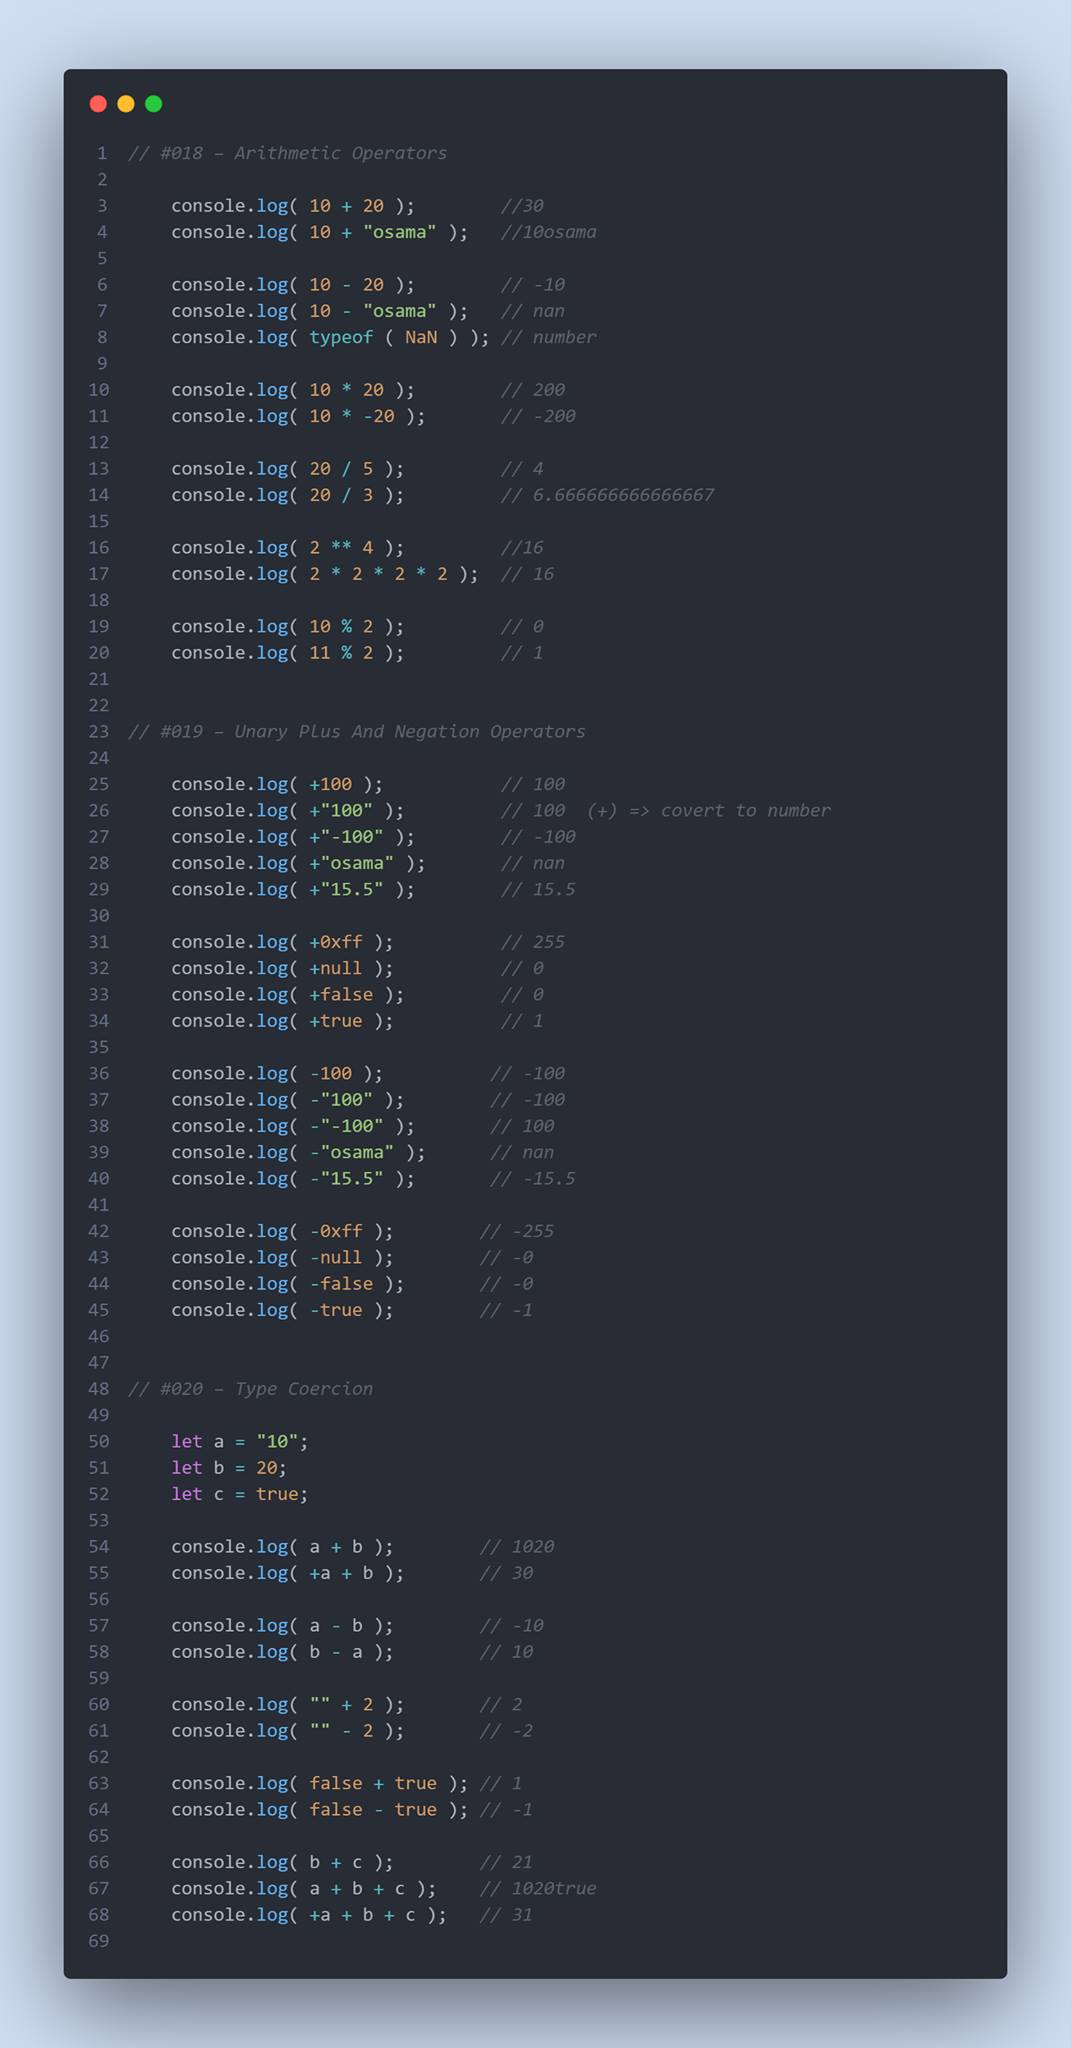 1 // #018 – Arithmetic Operators
2
3     console.log( 10 + 20 );        //30
4     console.log( 10 + "osama" );   //10osama
5
6     console.log( 10 - 20 );        // -10
7     console.log( 10 - "osama" );   // nan
8     console.log( typeof ( NaN ) ); // number
9
10     console.log( 10 * 20 );        // 200
11     console.log( 10 * -20 );       // -200
12
13     console.log( 20 / 5 );         // 4
14     console.log( 20 / 3 );         // 6.666666666666667
15
16     console.log( 2 ** 4 );         //16
17     console.log( 2 * 2 * 2 * 2 );  // 16
18
19     console.log( 10 % 2 );         // 0
20     console.log( 11 % 2 );         // 1
21
22
23 // #019 – Unary Plus And Negation Operators
24
25     console.log( +100 );           // 100
26     console.log( +"100" );         // 100  (+) => covert to number
27     console.log( +"-100" );        // -100
28     console.log( +"osama" );       // nan
29     console.log( +"15.5" );        // 15.5
30
31     console.log( +0xff );          // 255
32     console.log( +null );          // 0
33     console.log( +false );         // 0
34     console.log( +true );          // 1
35
36     console.log( -100 );          // -100
37     console.log( -"100" );        // -100
38     console.log( -"-100" );       // 100
39     console.log( -"osama" );      // nan
40     console.log( -"15.5" );       // -15.5
41
42     console.log( -0xff );        // -255
43     console.log( -null );        // -0
44     console.log( -false );       // -0
45     console.log( -true );        // -1
46
47
48 // #020 – Type Coercion
49
50     let a = "10";
51     let b = 20;
52     let c = true;
53
54     console.log( a + b );        // 1020
55     console.log( +a + b );       // 30
56
57     console.log( a - b );        // -10
58     console.log( b - a );        // 10
59
60     console.log( "" + 2 );       // 2
61     console.log( "" - 2 );       // -2
62
63     console.log( false + true ); // 1
64     console.log( false - true ); // -1
65
66     console.log( b + c );        // 21
67     console.log( a + b + c );    // 1020true
68     console.log( +a + b + c );   // 31
69